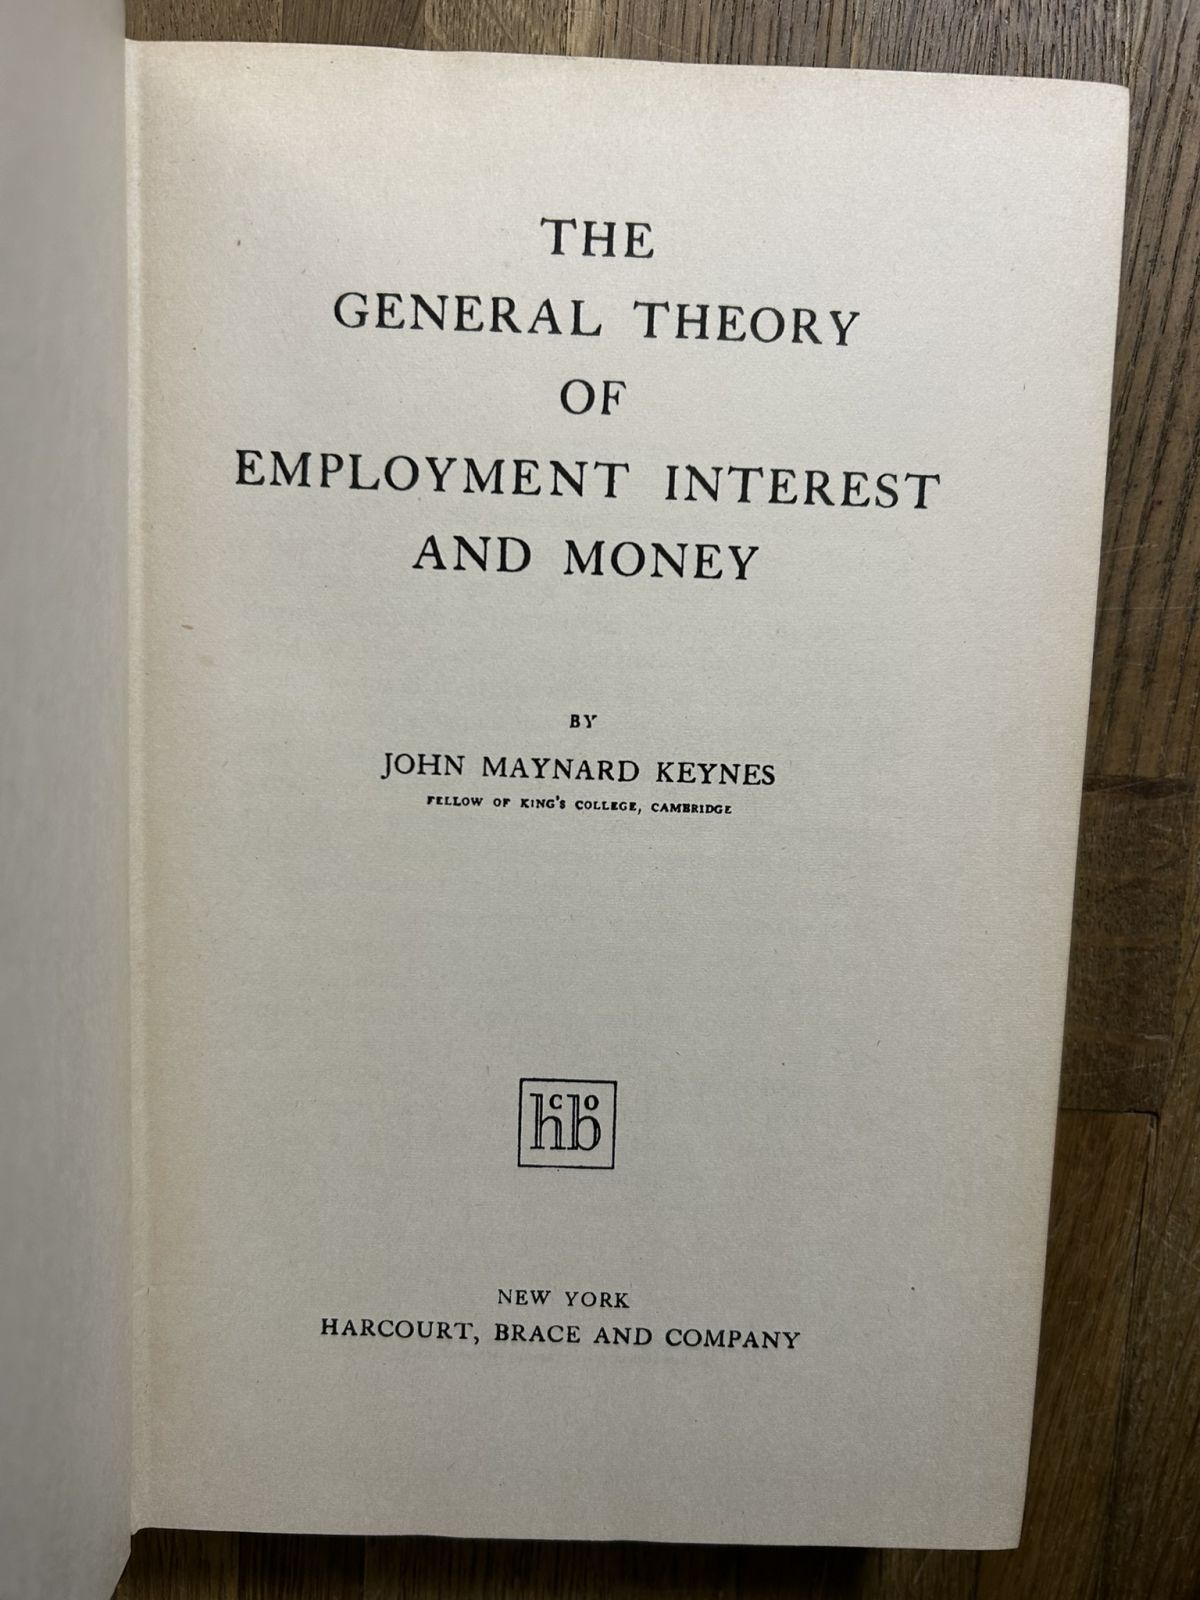 THE
GENERAL THEORY
OF
EMPLOYMENT INTEREST
AND MONEY
BY
JOHN MAYNARD KEYNES
FELLOW OF KING'S COLLEGE, CAMBRIDGE
hcbo
NEW YORK
HARCOURT, BRACE AND COMPANY